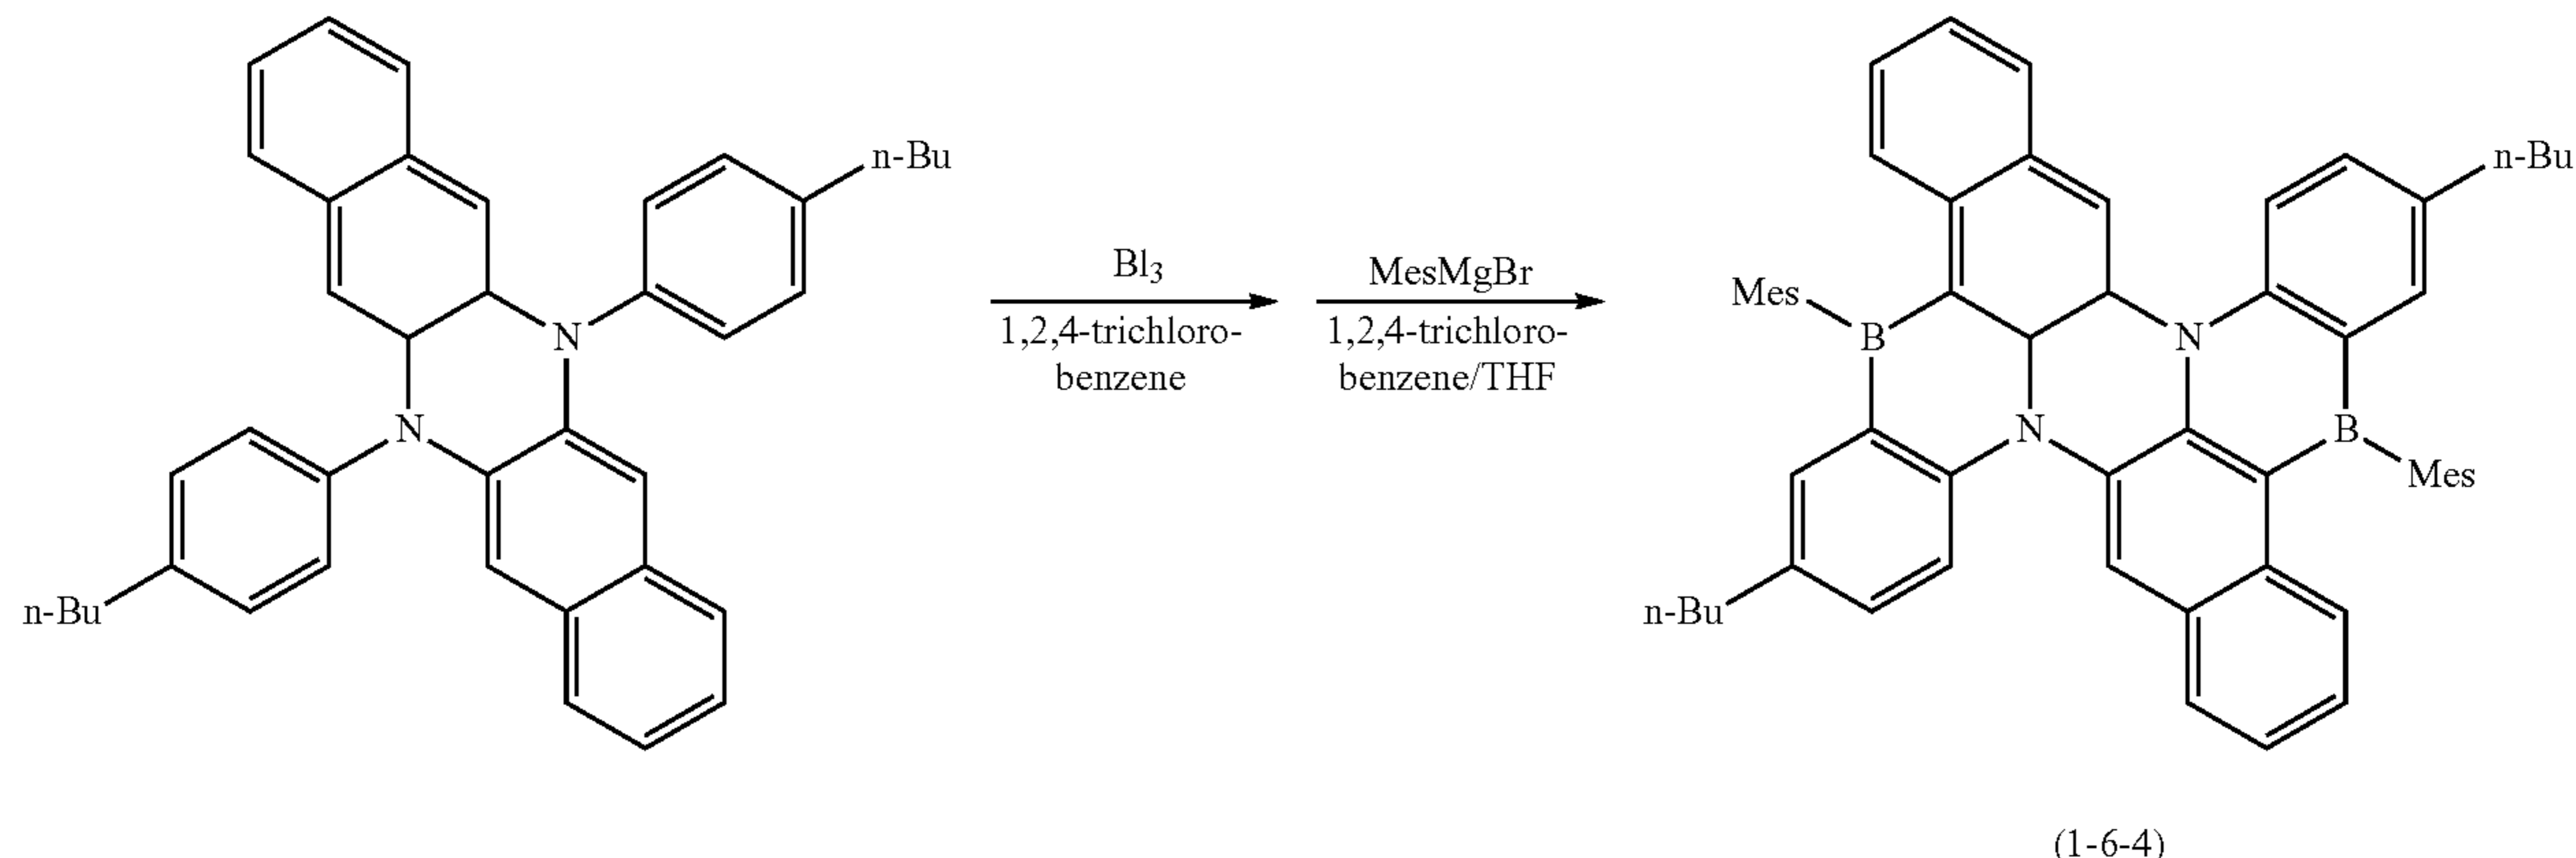 n-Bu
N
N
n-Bu
Bl3
1,2,4-trichloro-
benzene
MesMgBr
1,2,4-trichloro-
benzene/THF
n-Bu
Mes
B
N
N
B
Mes
n-Bu
(1-6-4)